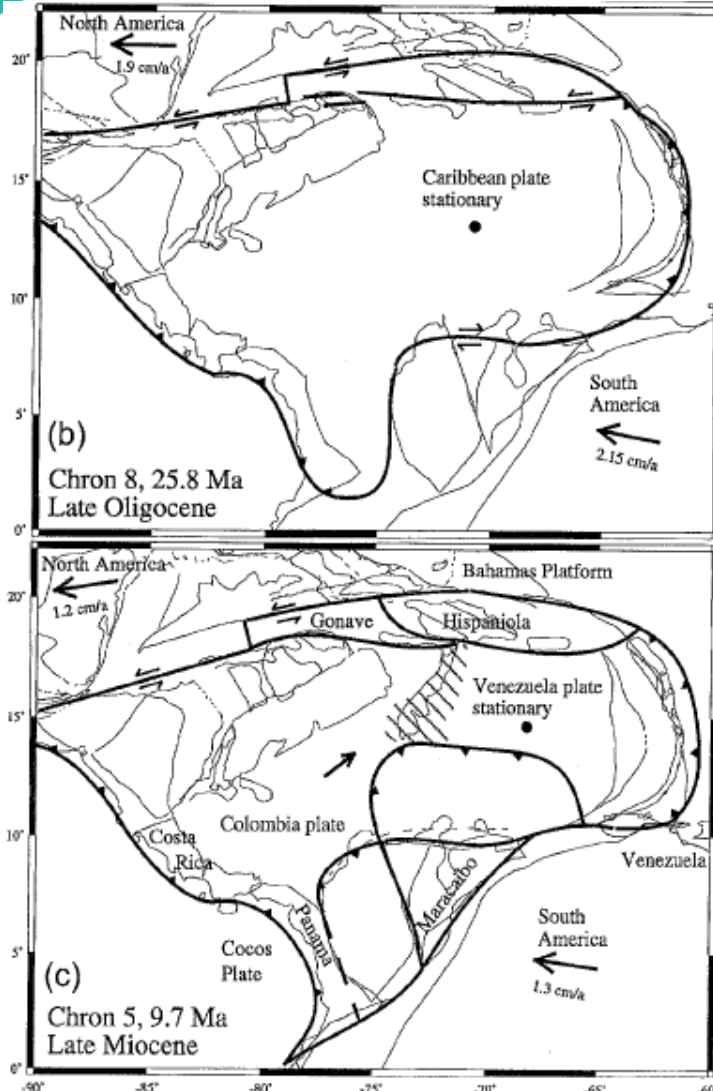 North America
1.9 cm/a
20°
15°
Caribbean plate
stationary
10°
South
America
5°
2.15 cm/a
(b)
Chron 8, 25.8 Ma
Late Oligocene
0°
North America
Bahamas Platform
1.2 cm/a
20°
Gonave
Hispaniola
Venezuela plate
stationary
15°
Colombia plate
10°
Costa
Rica
Venezuela
Maracaibo
Panama
South
America
5°
Cocos
Plate
1.3 cm/a
(c)
Chron 5, 9.7 Ma
Late Miocene
0°
-90°
-85°
-80°
-75°
-70°
-65°